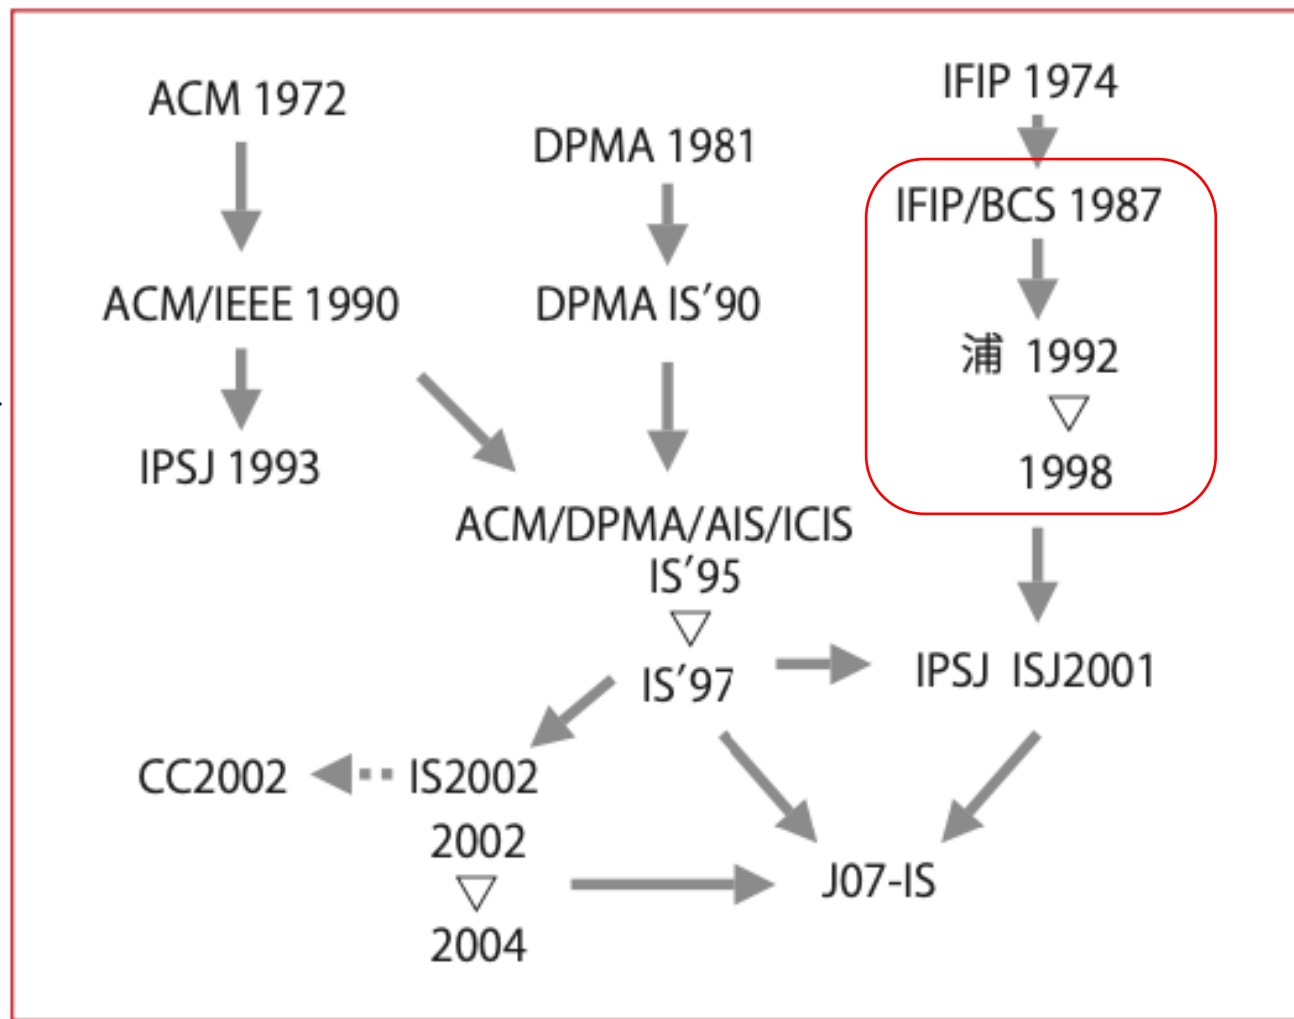 ACM 1972
IFIP 1974
DPMA 1981
IFIP/BCS 1987
ACM/IEEE 1990
DPMA IS′90
浦 1992
▽
1998
IPSJ 1993
ACM/DPMA/AIS/ICIS
IS′95
▽
IS′97
IPSJ ISJ2001
CC2002
IS2002
2002
▽
2004
J07-IS